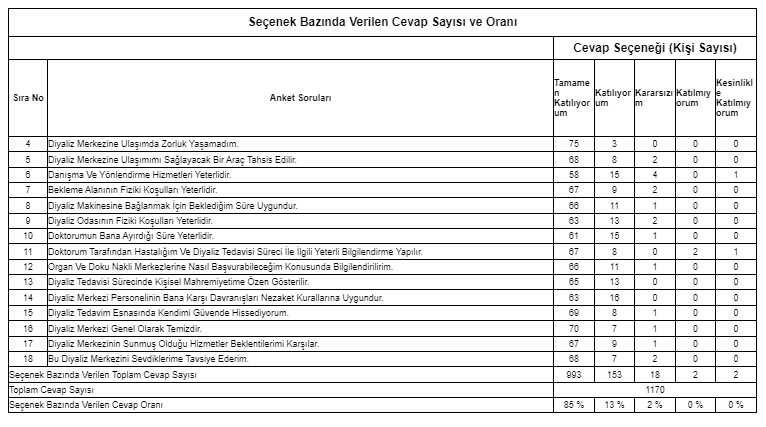 Seçenek Bazında Verilen Cevap Sayısı ve Oranı
Cevap Seçeneği (Kişi Sayısı)
Sıra No Anket Soruları Tamamen Katılıyorum Katılıyorum Kararsızım Katılmıyorum Kesinlikle Katılmıyorum
4 Diyaliz Merkezine Ulaşımda Zorluk Yaşamadım. 75 3 0 0 0
5 Diyaliz Merkezine Ulaşımımı Sağlayacak Bir Araç Tahsis Edilir. 68 8 2 0 0
6 Danışma Ve Yönlendirme Hizmetleri Yeterlidir. 58 15 4 0 1
7 Bekleme Alanının Fiziki Koşulları Yeterlidir. 67 9 2 0 0
8 Diyaliz Makinesine Bağlanmak İçin Beklediğim Süre Uygundur. 66 11 1 0 0
9 Diyaliz Odasının Fiziki Koşulları Yeterlidir. 63 13 2 0 0
10 Doktorumun Bana Ayırdığı Süre Yeterlidir. 61 15 1 0 0
11 Doktorum Tarafından Hastalığım Ve Diyaliz Tedavisi Süreci İle İlgili Yeterli Bilgilendirme Yapılır. 67 8 0 2 1
12 Organ Ve Doku Nakli Merkezlerine Nasıl Başvurabileceğim Konusunda Bilgilendirilirim. 66 11 1 0 0
13 Diyaliz Tedavisi Sürecinde Kişisel Mahremiyetime Özen Gösterilir. 65 13 0 0 0
14 Diyaliz Merkezi Personelinin Bana Karşı Davranışları Nezaket Kurallarına Uygundur. 63 16 0 0 0
15 Diyaliz Tedavim Esnasında Kendimi Güvende Hissediyorum. 69 8 1 0 0
16 Diyaliz Merkezi Genel Olarak Temizdir. 70 7 1 0 0
17 Diyaliz Merkezinin Sunmuş Olduğu Hizmetler Beklentilerimi Karşılar. 67 9 1 0 0
18 Bu Diyaliz Merkezini Sevdiklerime Tavsiye Ederim. 68 7 2 0 0
Seçenek Bazında Verilen Toplam Cevap Sayısı 993 153 18 2 2
Toplam Cevap Sayısı 1170
Seçenek Bazında Verilen Cevap Oranı 85 % 13 % 2 % 0 % 0 %